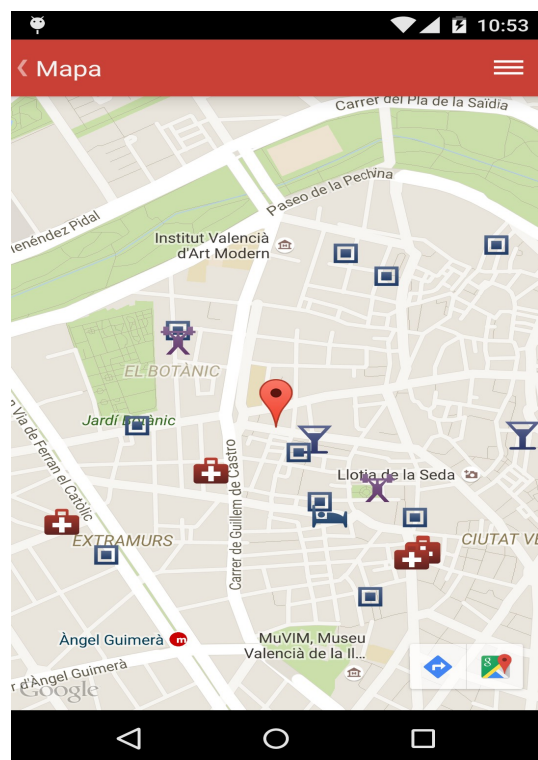 10:53
Mapa
Carrer del Pla de la Saïdia
Paseo de la Pechina
enéndez Pidal
Institut Valencià
d'Art Modern
EL BOTÀNIC
Jardí Botànic
n Via de Ferran el Catòlic
Carrer de Guillem de Castro
Llotja de la Seda
EXTRAMURS
CIUTAT VE
Àngel Guimerà
m
MuVIM, Museu
Valencià de la Il...
r d'Àngel Guimerà
Google
8